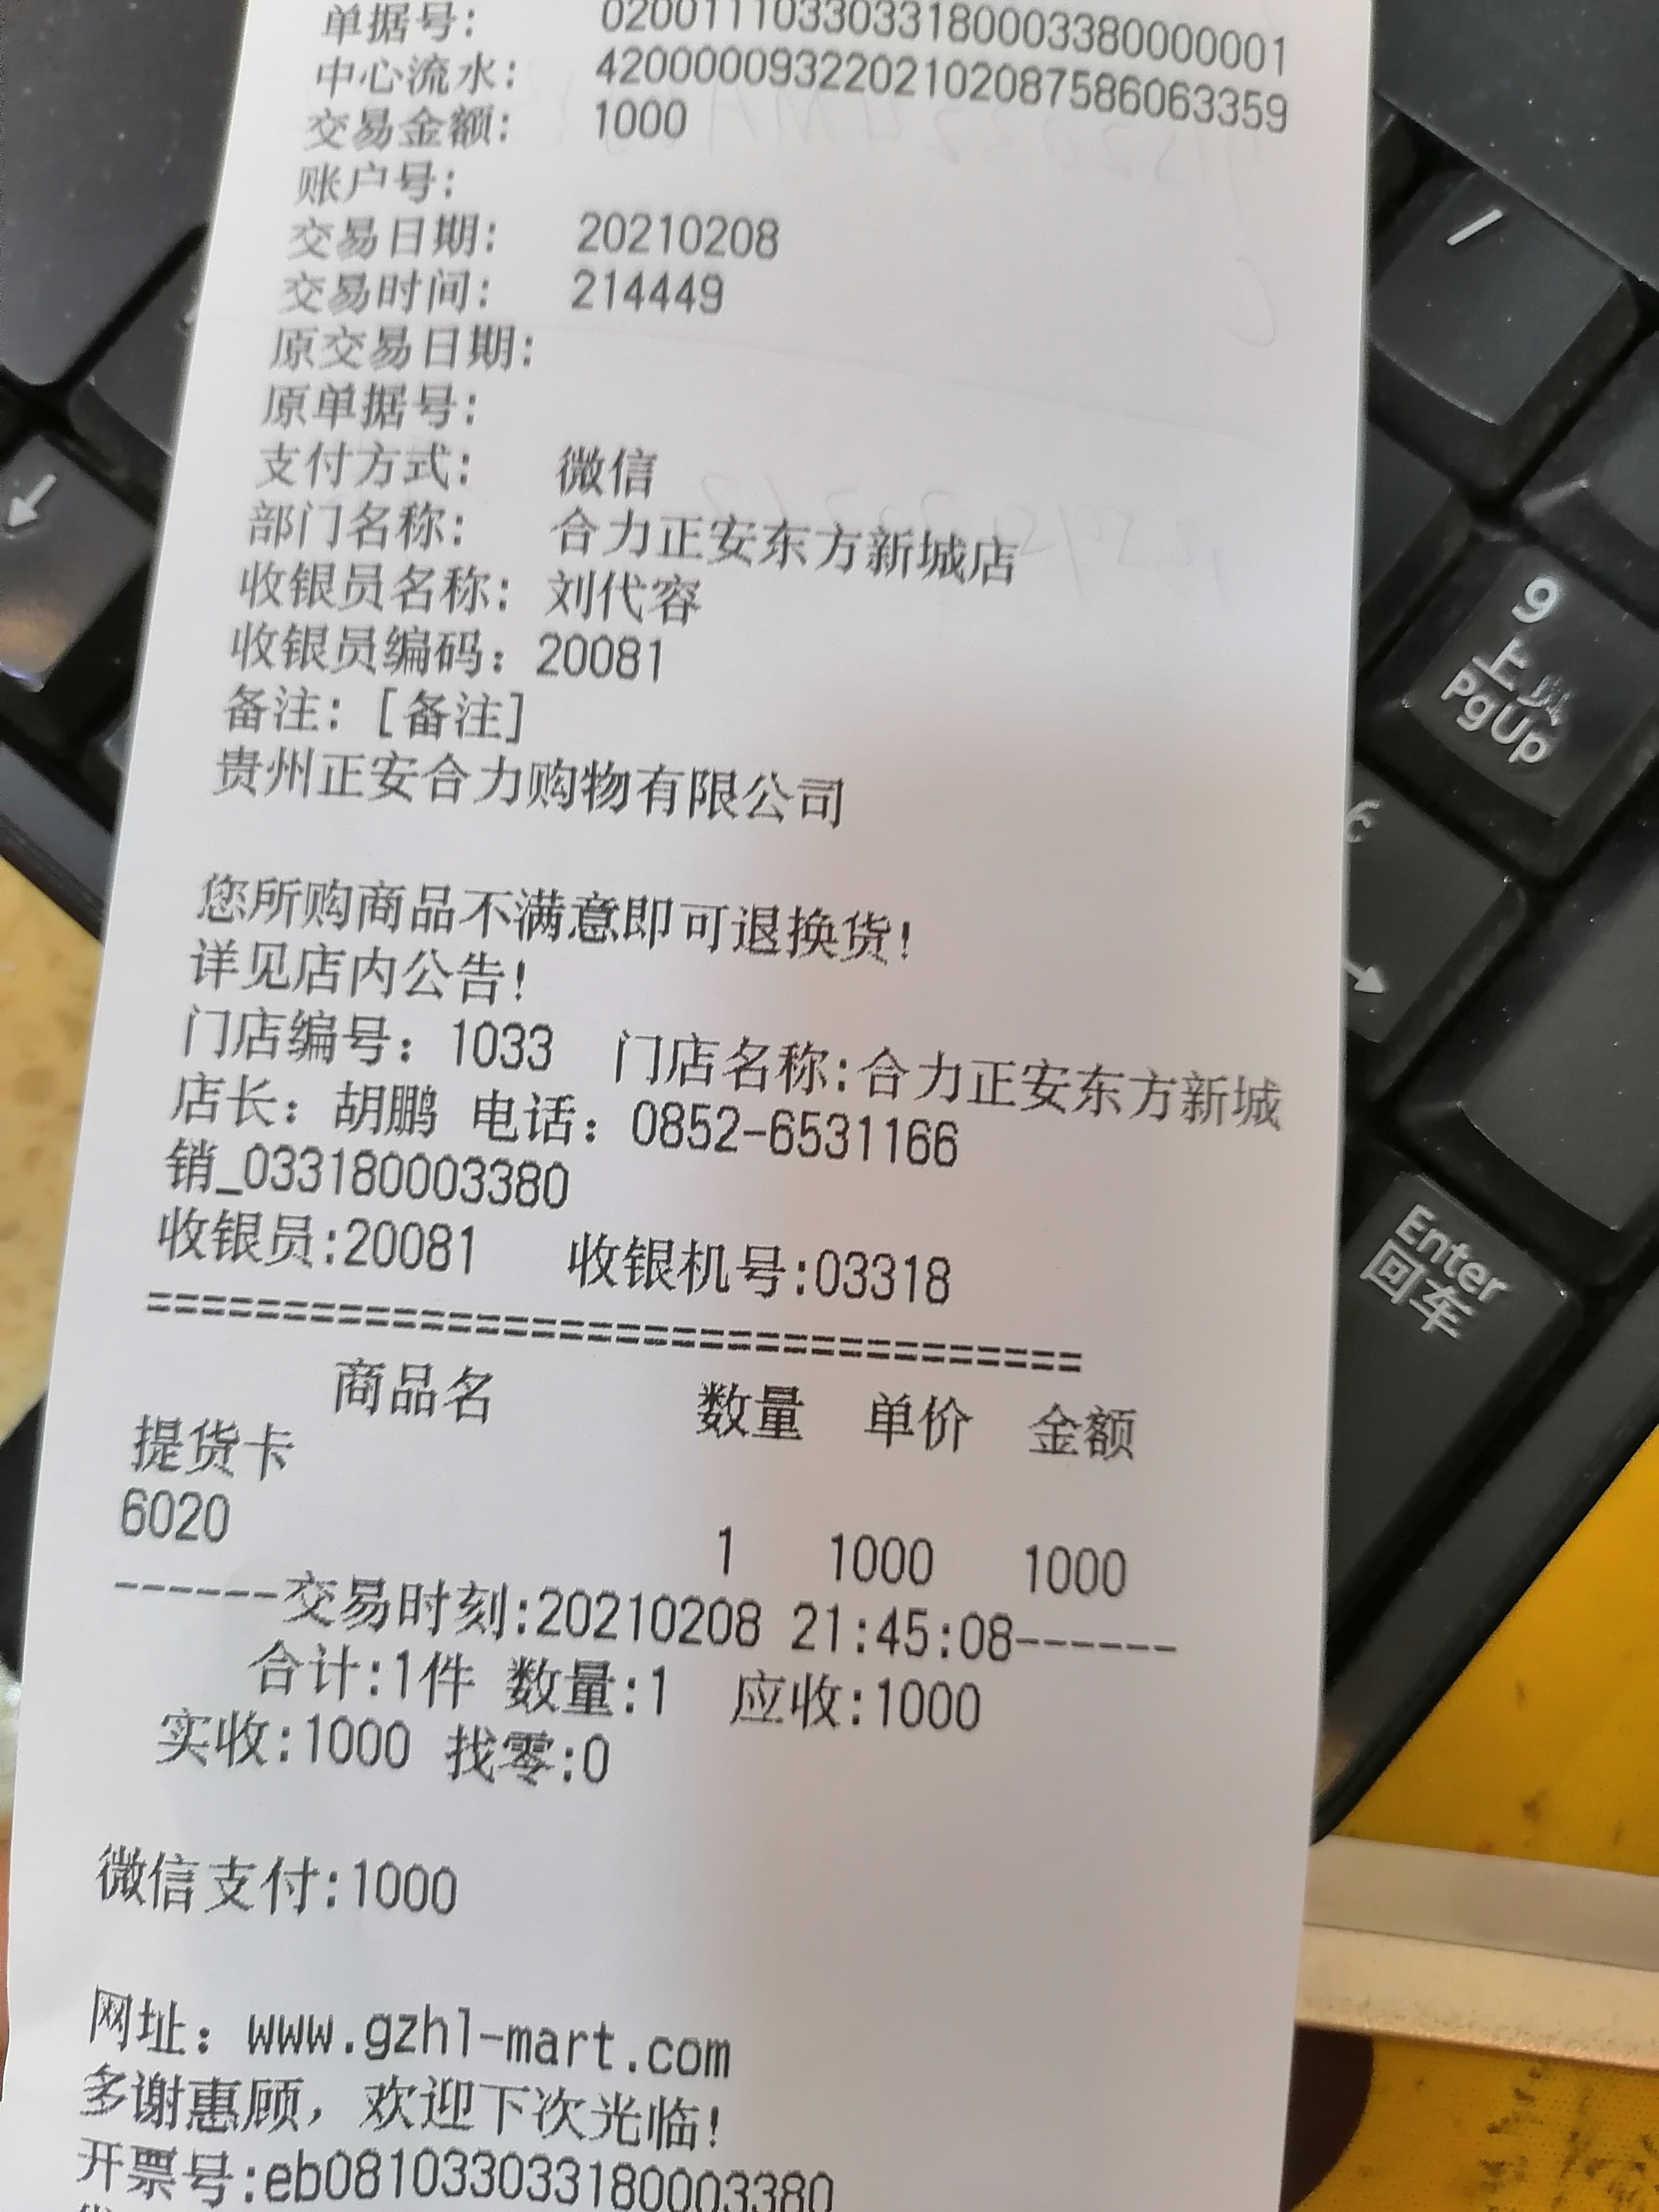 单据号: 02001110330331800033800000001
中心流水: 4200000932202102087586063359
交易金额: 1000
账户号:
交易日期: 20210208
交易时间: 214449
原交易日期:
原单据号:
支付方式: 微信
部门名称: 合力正安东方新城店
收银员名称: 刘代容
收银员编码: 20081
备注: [备注]
贵州正安合力购物有限公司
您所购商品不满意即可退换货!
详见店内公告!
门店编号: 1033 门店名称:合力正安东方新城
店长: 胡鹏 电话: 0852-6531166
销_033180003380
收银员:20081 收银机号:03318
===================================
商品名 数量 单价 金额
提货卡
6020 1 1000 1000
------交易时刻:20210208 21:45:08------
合计:1件 数量:1 应收:1000
实收:1000 找零:0
微信支付:1000
网址: www.gzhl-mart.com
多谢惠顾, 欢迎下次光临!
开票号:eb081033033180003380
/
9
上页
PgUp
Enter
回车